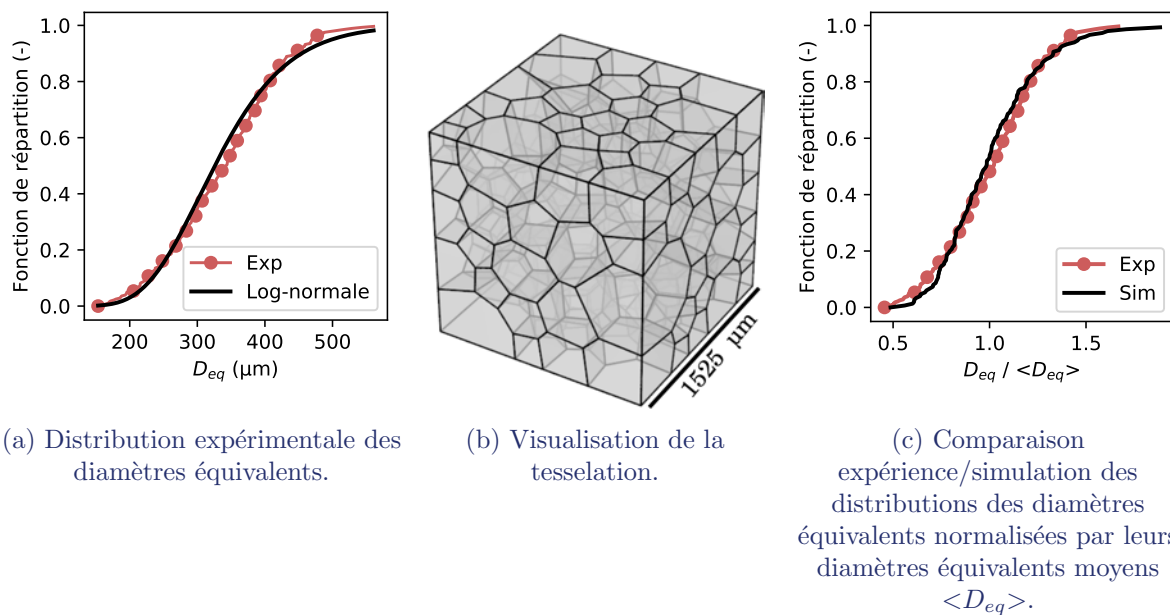 1.0
0.8
0.6
0.4
0.2
0.0
Fonction de répartition (-)
Exp
Log-normale
200 300 400 500
D_eq (µm)
1525 µm
1.0
0.8
0.6
0.4
0.2
0.0
Fonction de répartition (-)
Exp
Sim
0.5 1.0 1.5
D_eq / <D_eq>
(a) Distribution expérimentale des
diamètres équivalents.
(b) Visualisation de la
tesselation.
(c) Comparaison
expérience/simulation des
distributions des diamètres
équivalents normalisées par leurs
diamètres équivalents moyens
<D_eq>.